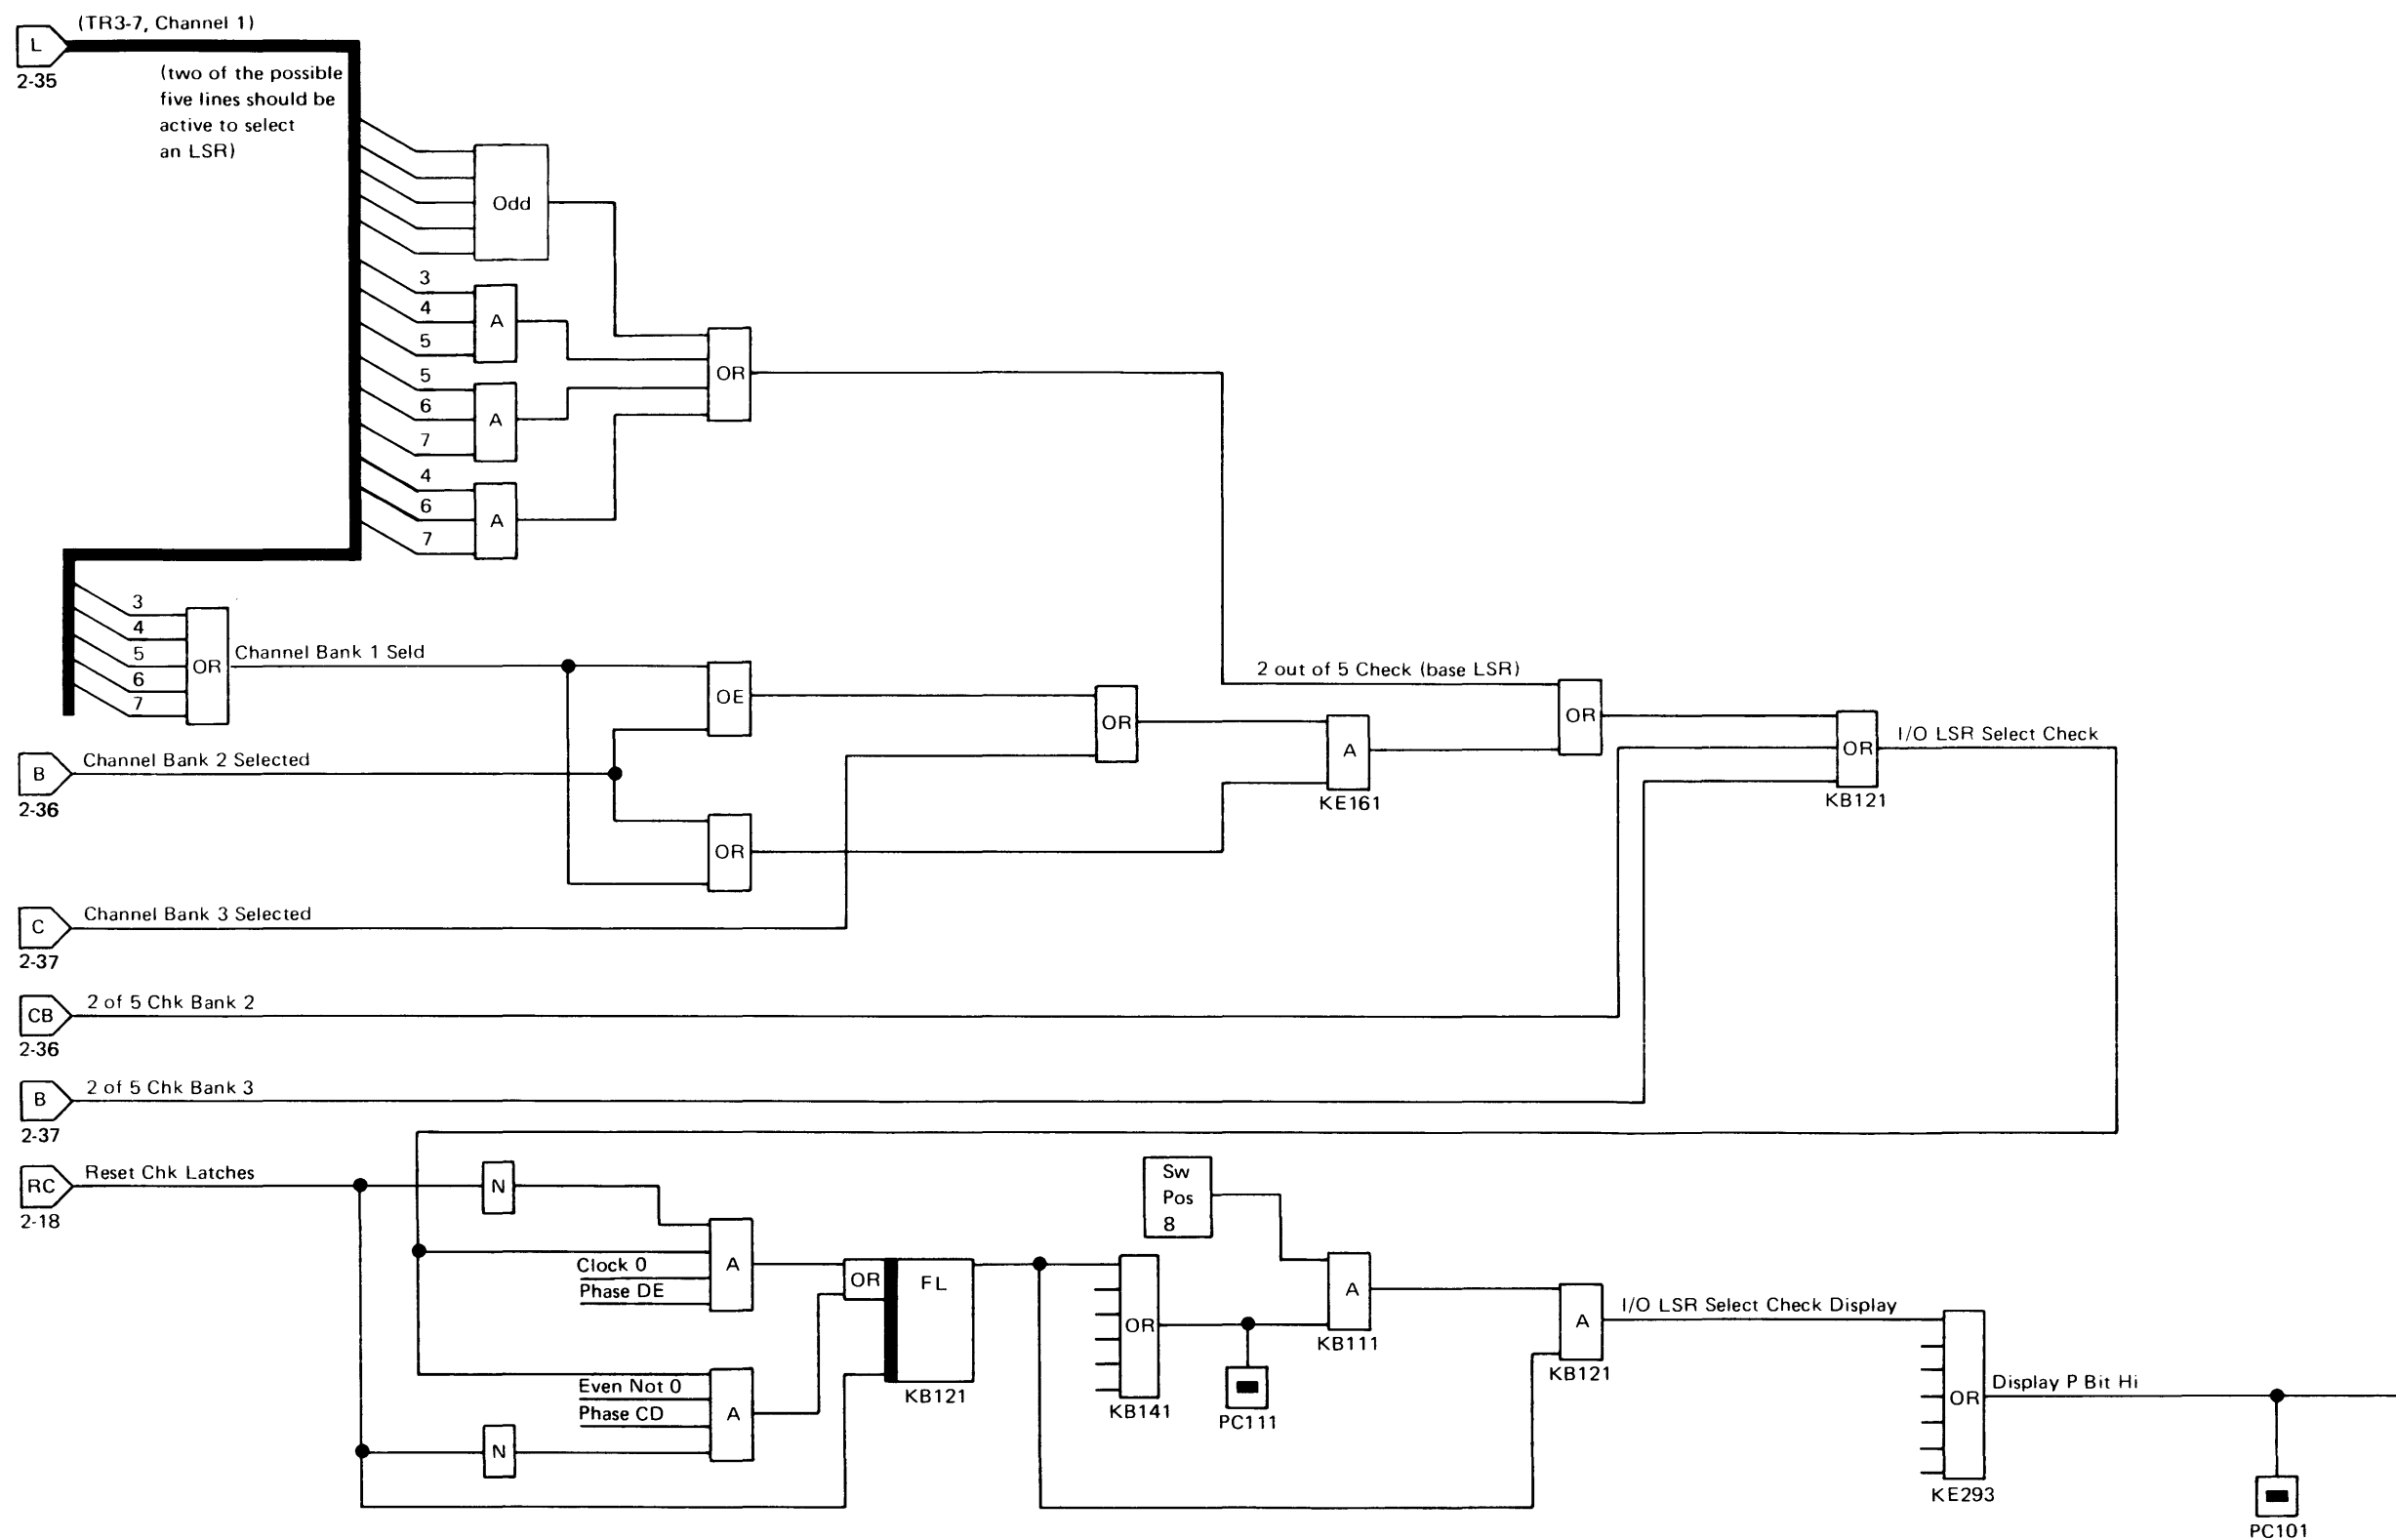 (TR3-7, Channel 1)
L
2-35
(two of the possible
five lines should be
active to select
an LSR)
Odd
3
4
5
A
5
6
7
A
4
6
7
A
OR
3
4
5
6
7
OR
Channel Bank 1 Seld
OE
OR
2 out of 5 Check (base LSR)
OR
A
KE161
OR
KB121
I/O LSR Select Check
B
Channel Bank 2 Selected
2-36
OR
C
Channel Bank 3 Selected
2-37
CB
2 of 5 Chk Bank 2
2-36
B
2 of 5 Chk Bank 3
2-37
RC
Reset Chk Latches
2-18
N
Clock 0
Phase DE
A
OR
FL
KB121
Even Not 0
Phase CD
A
N
Sw
Pos
8
OR
KB141
PC111
A
KB111
A
KB121
I/O LSR Select Check Display
OR
KE293
Display P Bit Hi
PC101